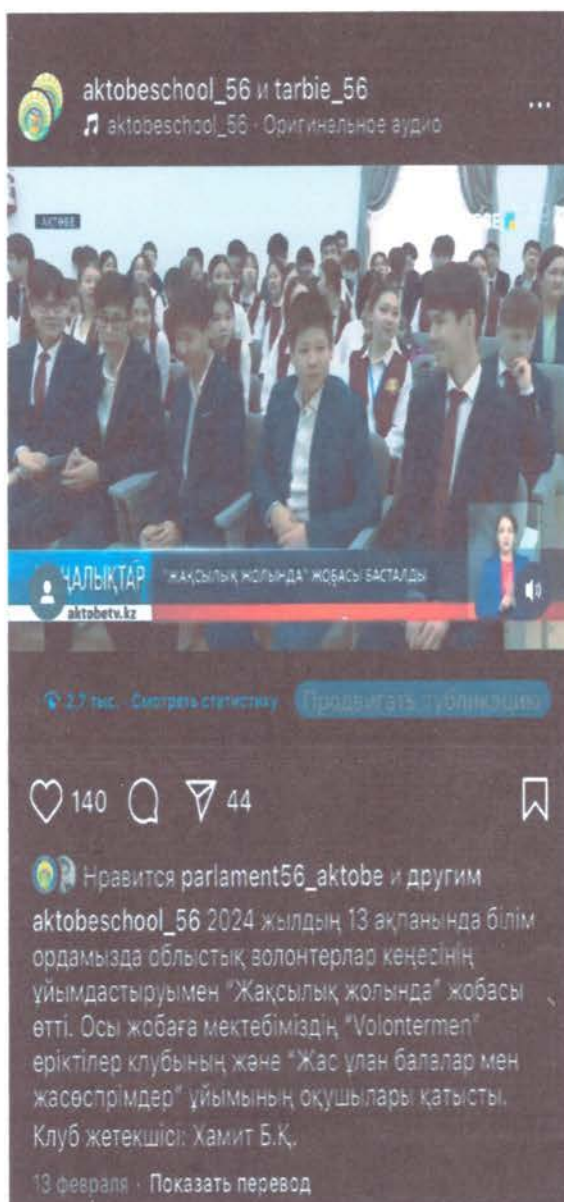 aktobeschool_56 и tarbie_56
aktobeschool_56 · Оригинальное аудио
АКТӨБЕ
ҢАЛЫҚТАР
"ЖАҚСЫЛЫҚ ЖОЛЫНДА" ЖОБАСЫ БАСТАЛДЫ
aktobetv.kz
2,7 тыс. Смотреть статистику Продвигать публикацию
140 44
Нравится parlament56_aktobe и другим
aktobeschool_56 2024 жылдың 13 ақпанында білім
ордамызда облыстық волонтерлар кеңесінің
ұйымдастыруымен "Жақсылық жолында" жобасы
өтті. Осы жобаға мектебіміздің "Volontermen"
еріктілер клубының және "Жас ұлан балалар мен
жасөспрімдер" ұйымының оқушылары қатысты.
Клуб жетекшісі: Хамит Б.Қ.
13 февраля · Показать перевод